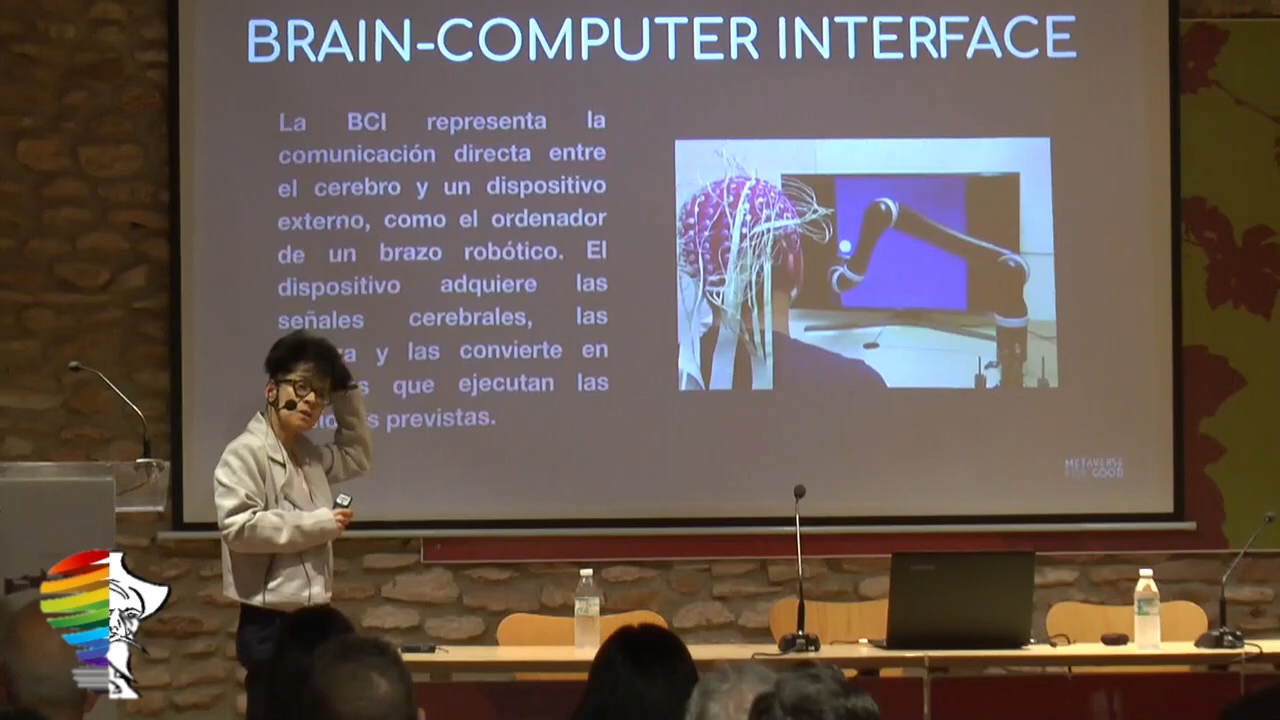 BRAIN-COMPUTER INTERFACE
La BCI representa la
comunicación directa entre
el cerebro y un dispositivo
externo, como el ordenador
de un brazo robótico. El
dispositivo adquiere las
señales cerebrales, las
y las convierte en
que ejecutan las
previstas.
METAVERSE
FOR GOOD